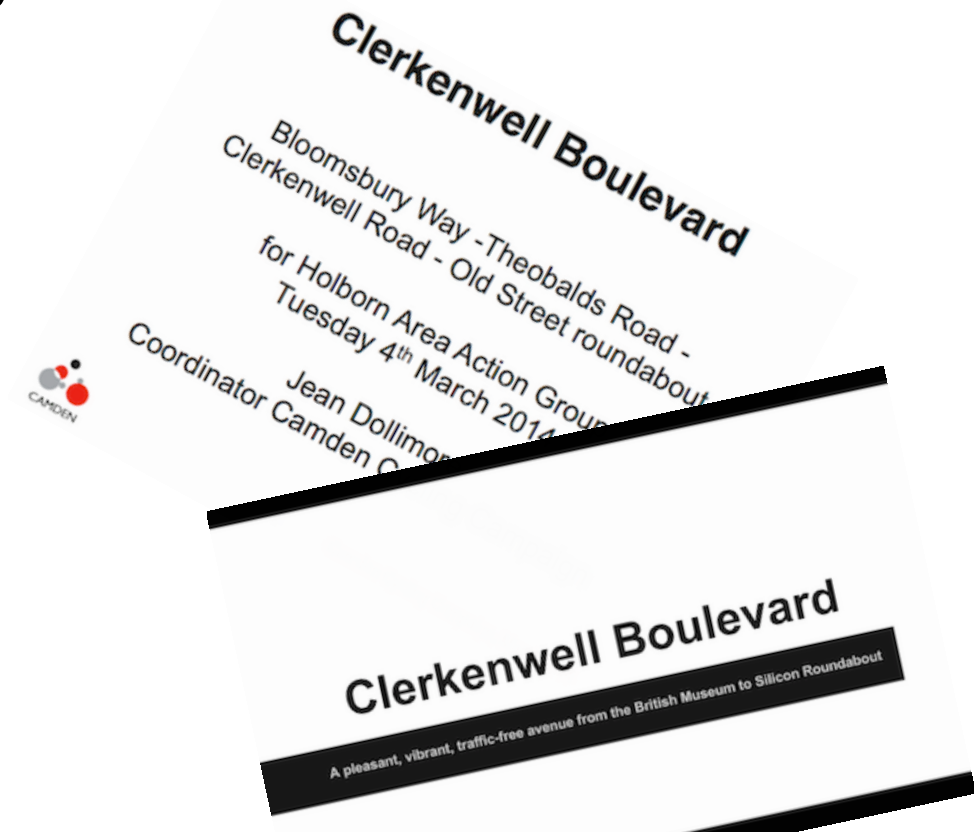 Clerkenwell Boulevard
Bloomsbury Way -Theobalds Road -
Clerkenwell Road - Old Street roundabout
for Holborn Area Action Group
Tuesday 4th March 2014
Jean
Coordinator Camden
CAMDEN
Clerkenwell Boulevard
A pleasant, vibrant, traffic-free avenue from the British Museum to Silicon Roundabout